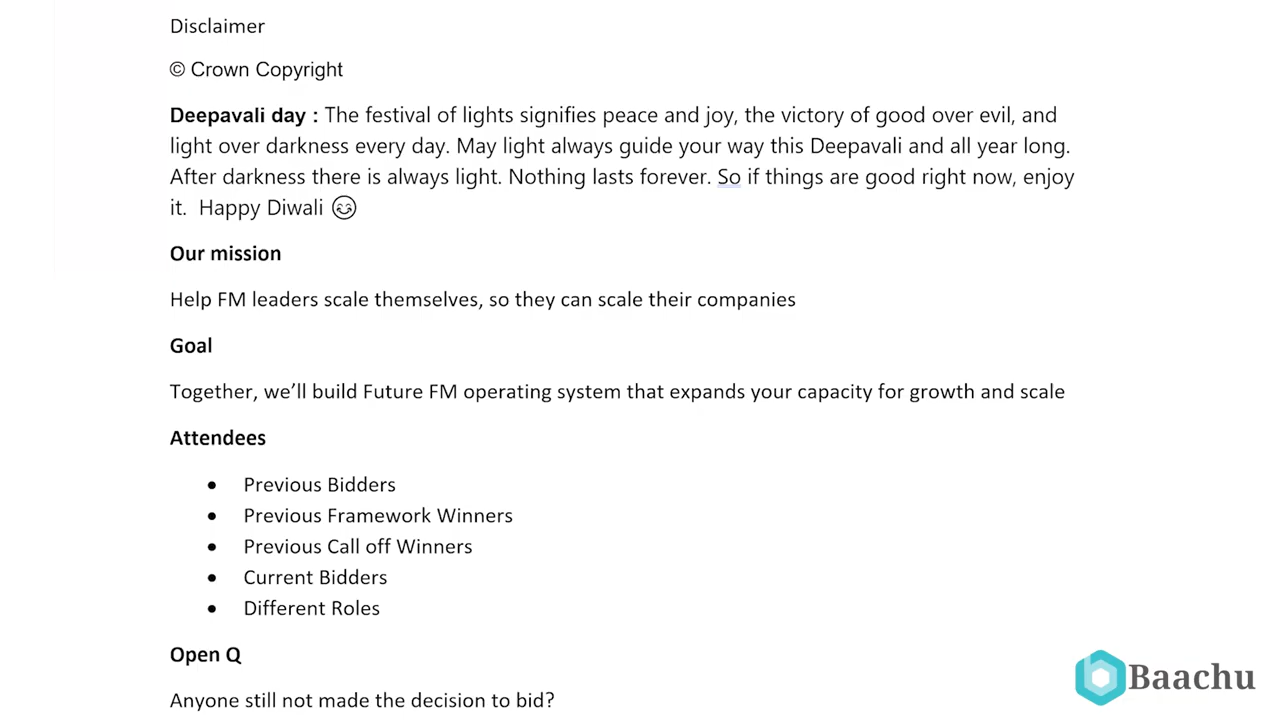 Disclaimer
© Crown Copyright
Deepavali day : The festival of lights signifies peace and joy, the victory of good over evil, and
light over darkness every day. May light always guide your way this Deepavali and all year long.
After darkness there is always light. Nothing lasts forever. So if things are good right now, enjoy
it.  Happy Diwali 😊
Our mission
Help FM leaders scale themselves, so they can scale their companies
Goal
Together, we’ll build Future FM operating system that expands your capacity for growth and scale
Attendees
• Previous Bidders
• Previous Framework Winners
• Previous Call off Winners
• Current Bidders
• Different Roles
Open Q
Anyone still not made the decision to bid?
Baachu